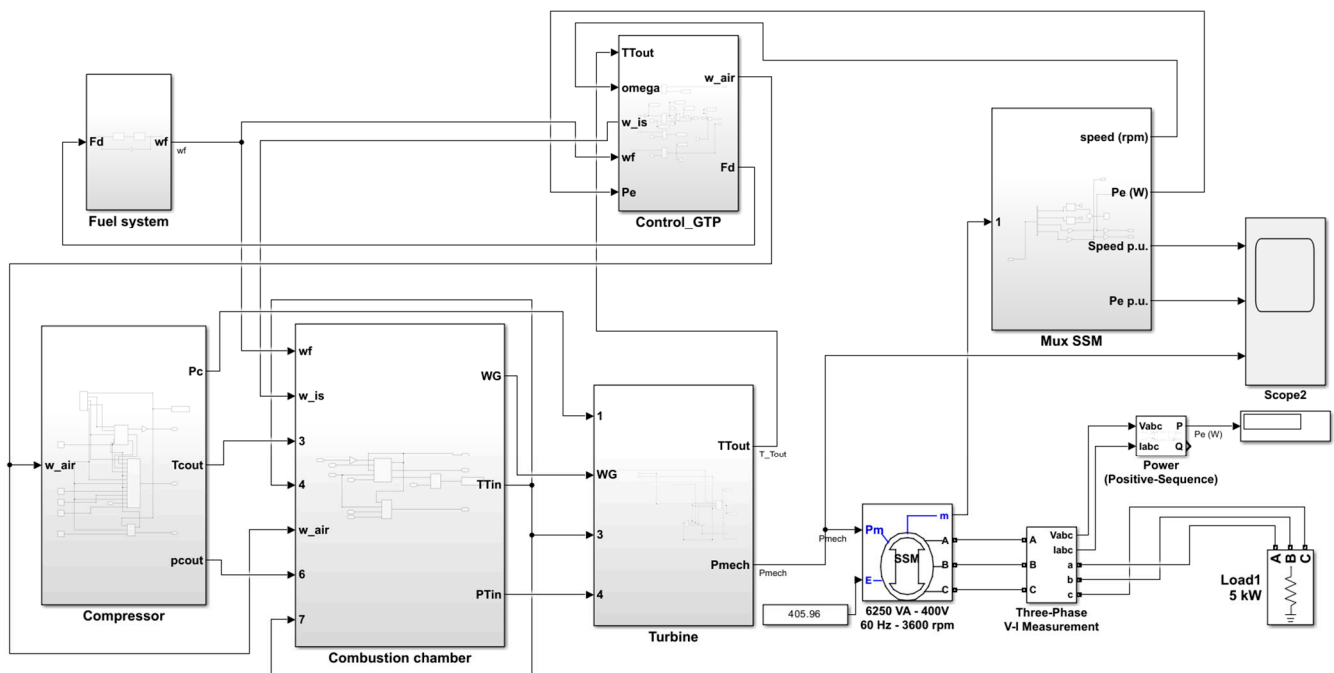 TTout
omega
w_is
wf
Pe
w_air
Fd
Control_GTP
Fd
wf
wf
Fuel system
1
speed (rpm)
Pe (W)
Speed p.u.
Pe p.u.
Mux SSM
Scope2
w_air
Pc
Tcout
pcout
Compressor
wf
w_is
3
4
w_air
6
7
WG
TTin
PTin
Combustion chamber
1
WG
3
4
TTout
T_Tout
Pmech
Pmech
Turbine
Pmech
405.96
Pm
E
SSM
m
A
B
C
6250 VA - 400V
60 Hz - 3600 rpm
A
B
C
Vabc
Iabc
a
b
c
Three-Phase
V-I Measurement
Vabc
Iabc
P
Q
Pe (W)
Power
(Positive-Sequence)
A B C
Load1
5 kW